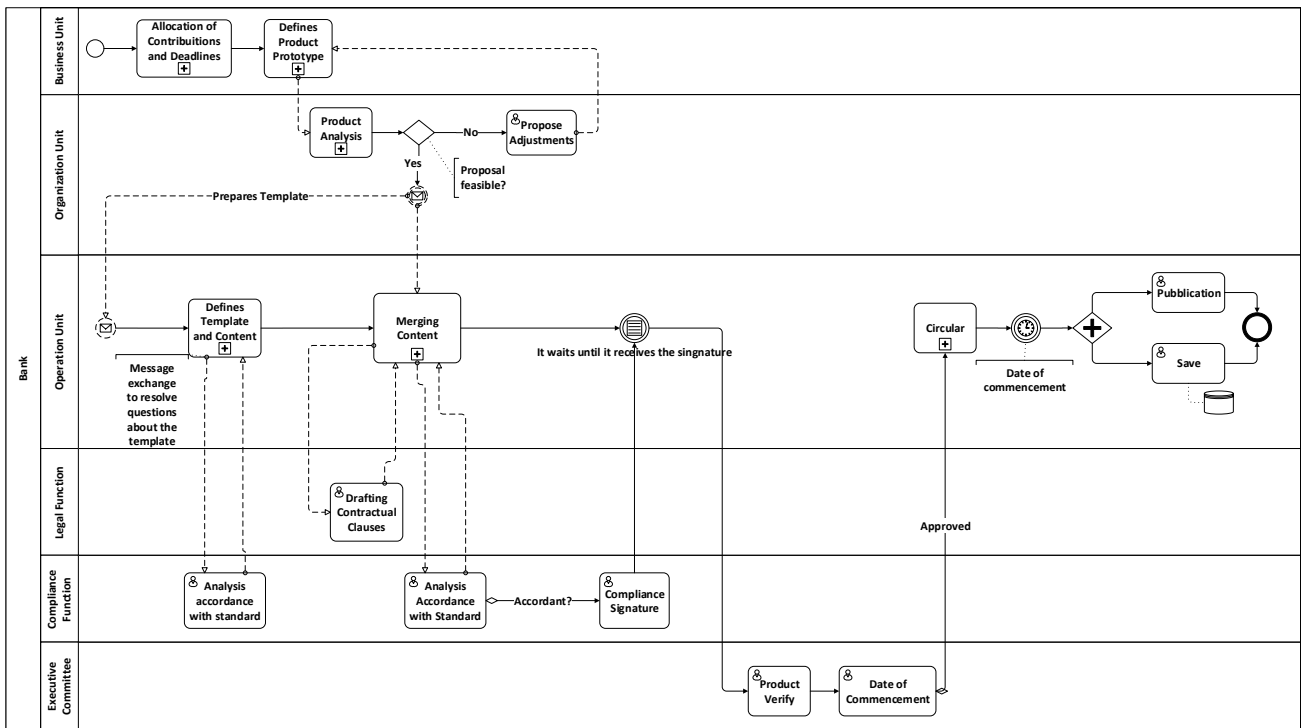 Bank
Business Unit
Allocation of
Contribuitions
and Deadlines
Defines
Product
Prototype
Organization Unit
Product
Analysis
No
Propose
Adjustments
Yes
Proposal
feasible?
Prepares Template
Operation Unit
Defines
Template
and Content
Message
exchange
to resolve
questions
about the
template
Merging
Content
It waits until it receives the singnature
Circular
Date of
commencement
Pubblication
Save
Legal Function
Drafting
Contractual
Clauses
Approved
Compliance
Function
Analysis
accordance
with standard
Analysis
Accordance
with Standard
Accordant?
Compliance
Signature
Executive
Committee
Product
Verify
Date of
Commencement